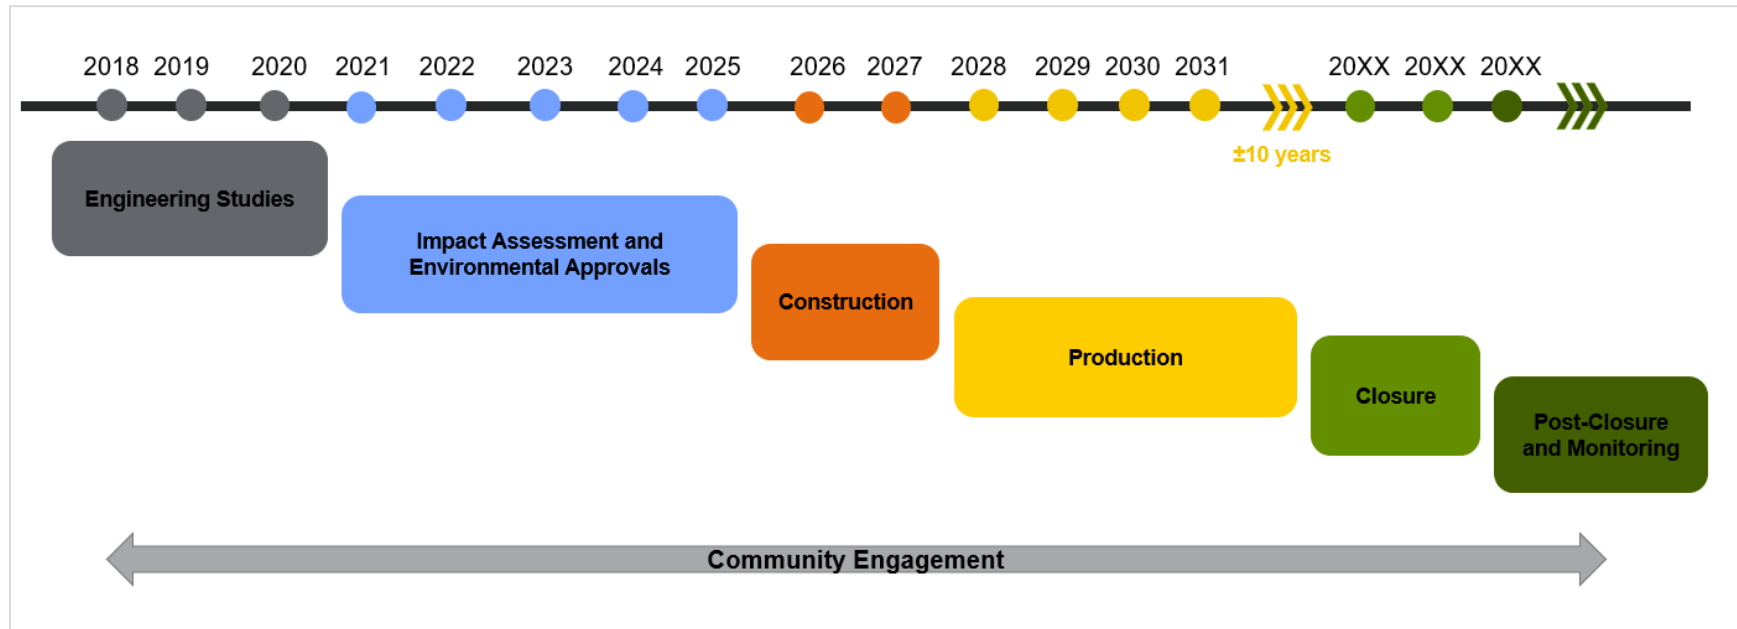 2018 2019 2020 2021 2022 2023 2024 2025 2026 2027 2028 2029 2030 2031 20XX 20XX 20XX
±10 years
Engineering Studies
Impact Assessment and
Environmental Approvals
Construction
Production
Closure
Post-Closure
and Monitoring
Community Engagement